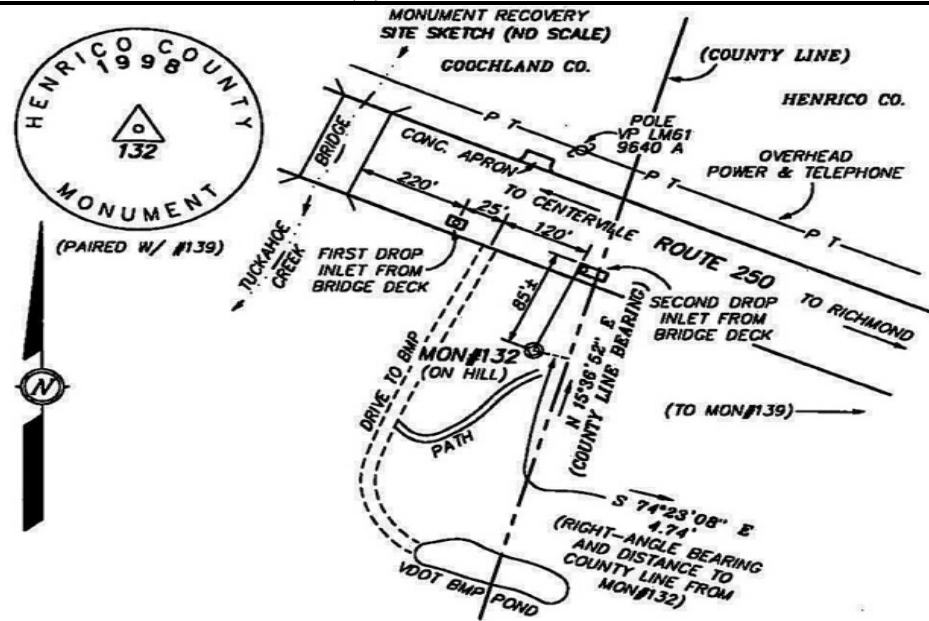 MONUMENT RECOVERY
SITE SKETCH (NO SCALE)
GOOCHLAND CO.
(COUNTY LINE)
HENRICO CO.
HENRICO COUNTY
1998
132
MONUMENT
(PAIRED W/ #139)
P T
POLE
VP LM61
9640 A
OVERHEAD
POWER & TELEPHONE
P T
P T
BRIDGE
CONC. APRON
220'
25'
120'
TO CENTERVILLE
ROUTE 250
TO RICHMOND
TUCKAHOE
CREEK
FIRST DROP
INLET FROM
BRIDGE DECK
85'±
SECOND DROP
INLET FROM
BRIDGE DECK
MON#132
(ON HILL)
N 15°36'52" E
(COUNTY LINE BEARING)
(TO MON#139)
DRIVE TO BMP
PATH
N
S 74°23'08" E
4.74'
(RIGHT-ANGLE BEARING
AND DISTANCE TO
COUNTY LINE FROM
MON#132)
VDOT BMP POND